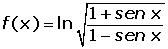 f(x) = ln √((1 + sen x)/(1 − sen x))